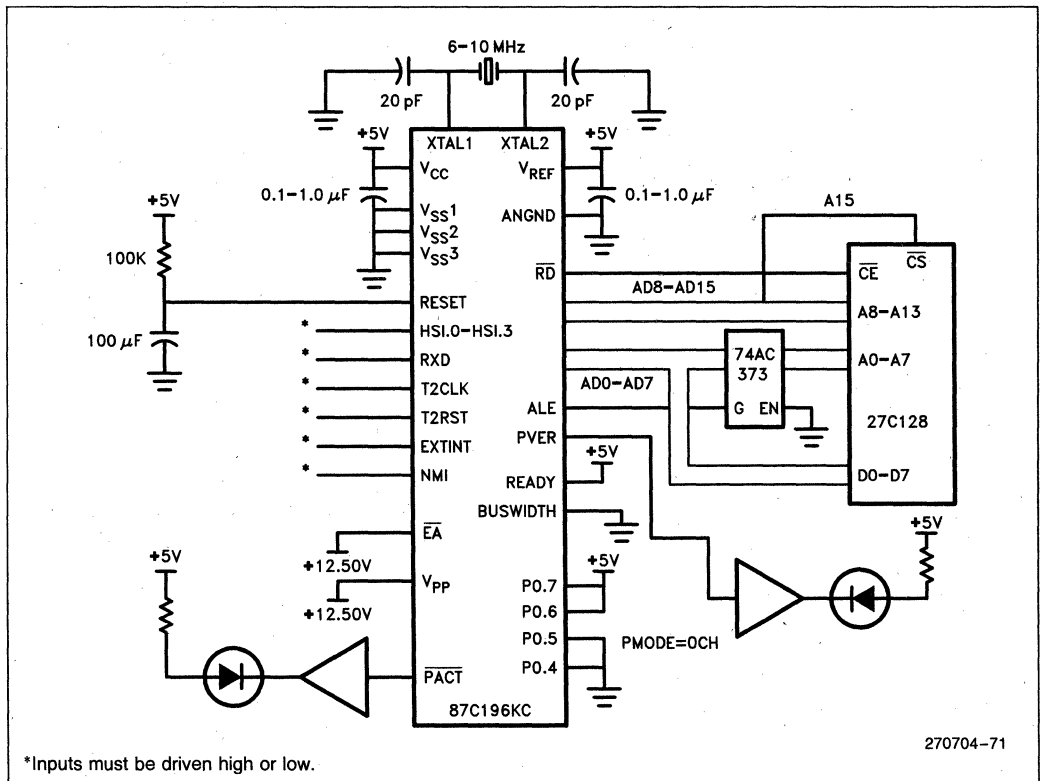 6–10 MHz
20 pF
20 pF
+5V
XTAL1
XTAL2
+5V
VCC
VREF
0.1–1.0 μF
0.1–1.0 μF
VSS1
ANGND
A15
+5V
VSS2
VSS3
100K
RD
CE
CS
AD8–AD15
RESET
A8–A13
100 μF
* HSI.0–HSI.3
* RXD
74AC
373
A0–A7
* T2CLK
AD0–AD7
* T2RST
ALE
G EN
27C128
* EXTINT
PVER
+5V
* NMI
READY
D0–D7
BUSWIDTH
+5V
EA
+12.50V
+5V
+5V
VPP
P0.7
+12.50V
P0.6
P0.5
PMODE=0CH
P0.4
PACT
87C196KC
270704–71
*Inputs must be driven high or low.